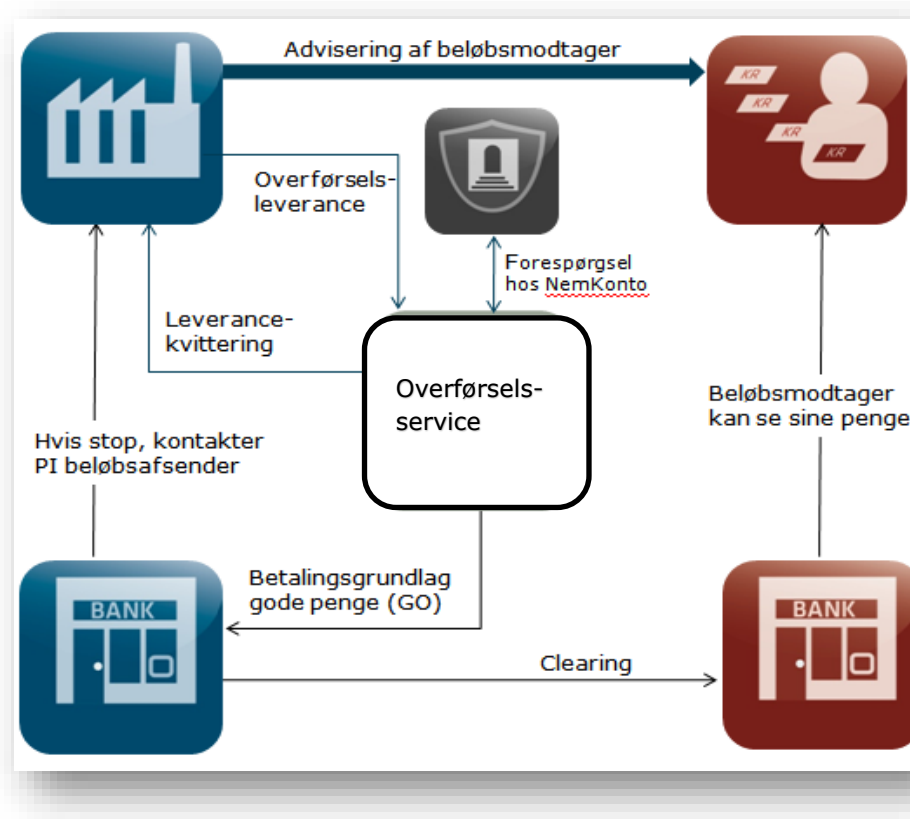 Advisering af beløbsmodtager
KR
KR
KR
KR
Overførsels-
leverance
Forespørgsel
hos NemKonto
Leverance-
kvittering
Overførsels-
service
Beløbsmodtager
kan se sine penge
Hvis stop, kontakter
PI beløbsafsender
Betalingsgrundlag
gode penge (GO)
BANK
BANK
Clearing